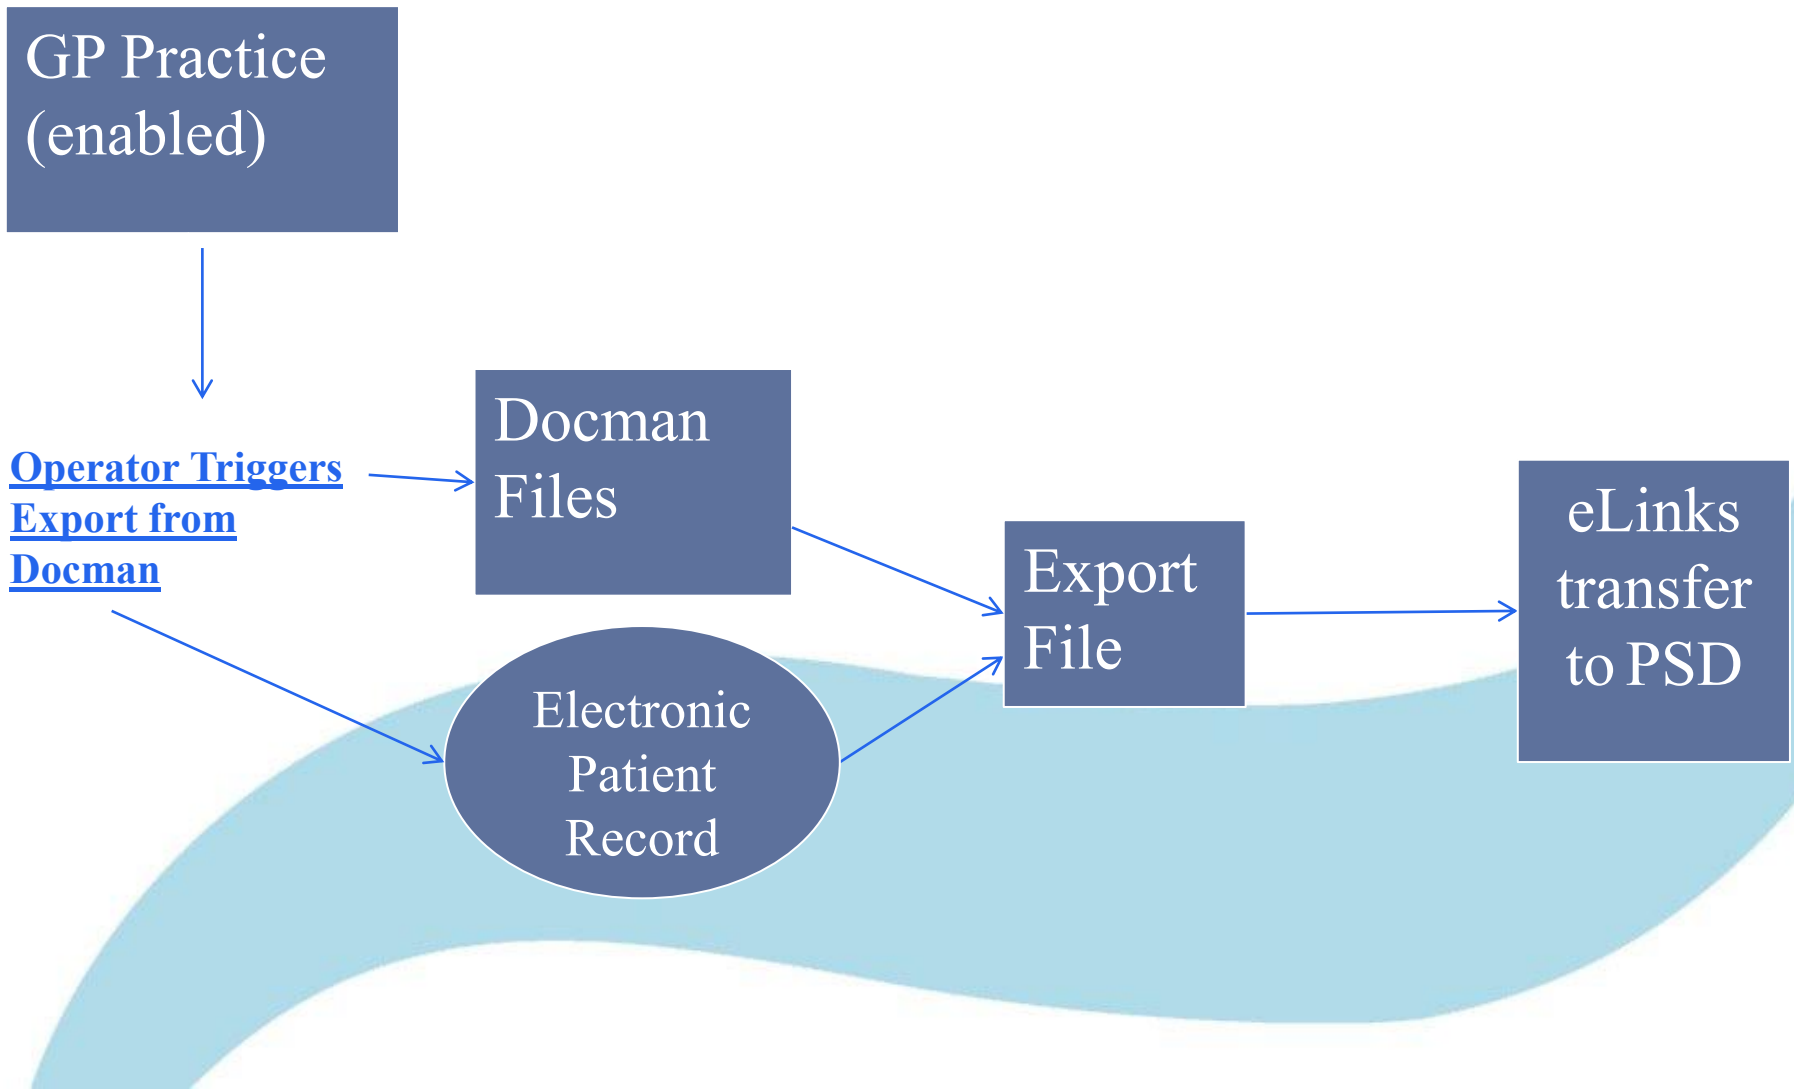 GP Practice
(enabled)
Operator Triggers
Export from
Docman
Docman
Files
Electronic
Patient
Record
Export
File
eLinks
transfer
to PSD